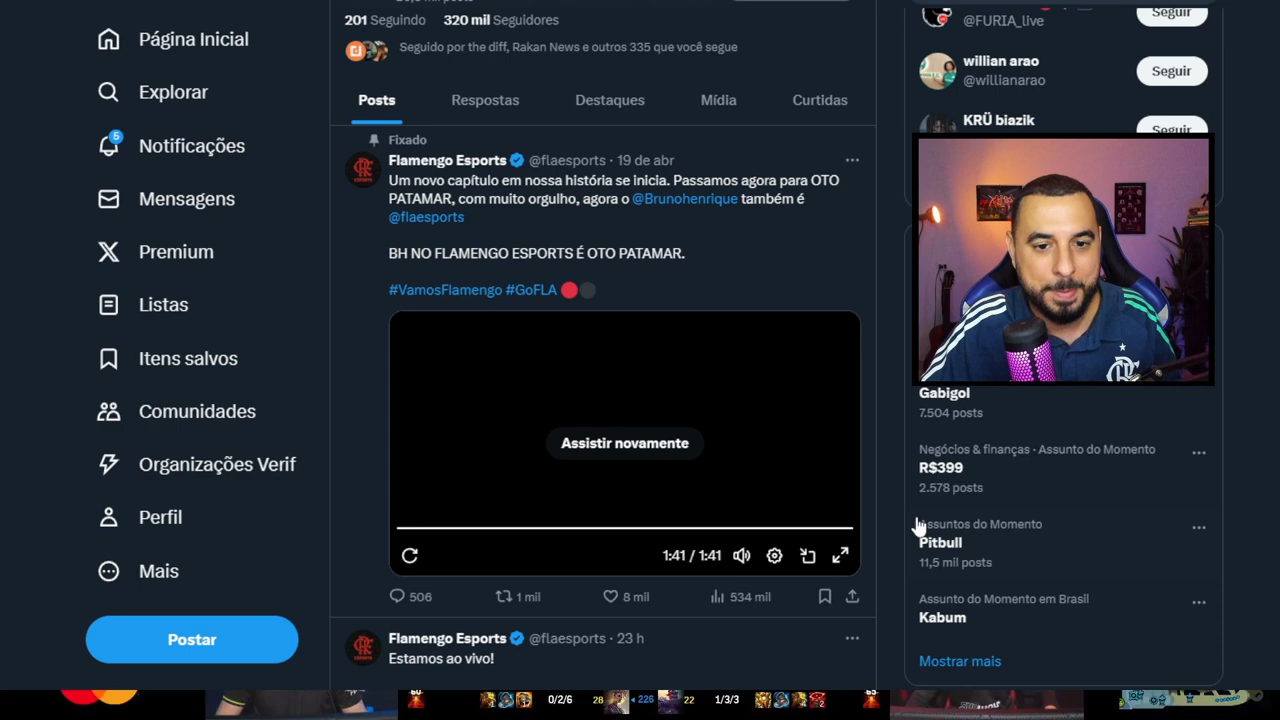 201 Seguindo 320 mil Seguidores
Seguido por the diff, Rakan News e outros 335 que você segue
Página Inicial
Explorar
5
Notificações
Mensagens
Premium
Listas
Itens salvos
Comunidades
Organizações Verif
Perfil
Mais
Postar
Posts Respostas Destaques Mídia Curtidas
Fixado
Flamengo Esports @flaesports · 19 de abr
Um novo capítulo em nossa história se inicia. Passamos agora para OTO
PATAMAR, com muito orgulho, agora o @Brunohenrique também é
@flaesports
BH NO FLAMENGO ESPORTS É OTO PATAMAR.
#VamosFlamengo #GoFLA
Assistir novamente
1:41 / 1:41
506 1 mil 8 mil 534 mil
Flamengo Esports @flaesports · 23 h
Estamos ao vivo!
@FURIA_live
Seguir
willian arao
@willianarao
Seguir
KRÜ biazik
Seguir
Gabigol
7.504 posts
Negócios & finanças · Assunto do Momento
R$399
2.578 posts
Assuntos do Momento
Pitbull
11,5 mil posts
Assunto do Momento em Brasil
Kabum
Mostrar mais
0/2/6 28 226 22 1/3/3